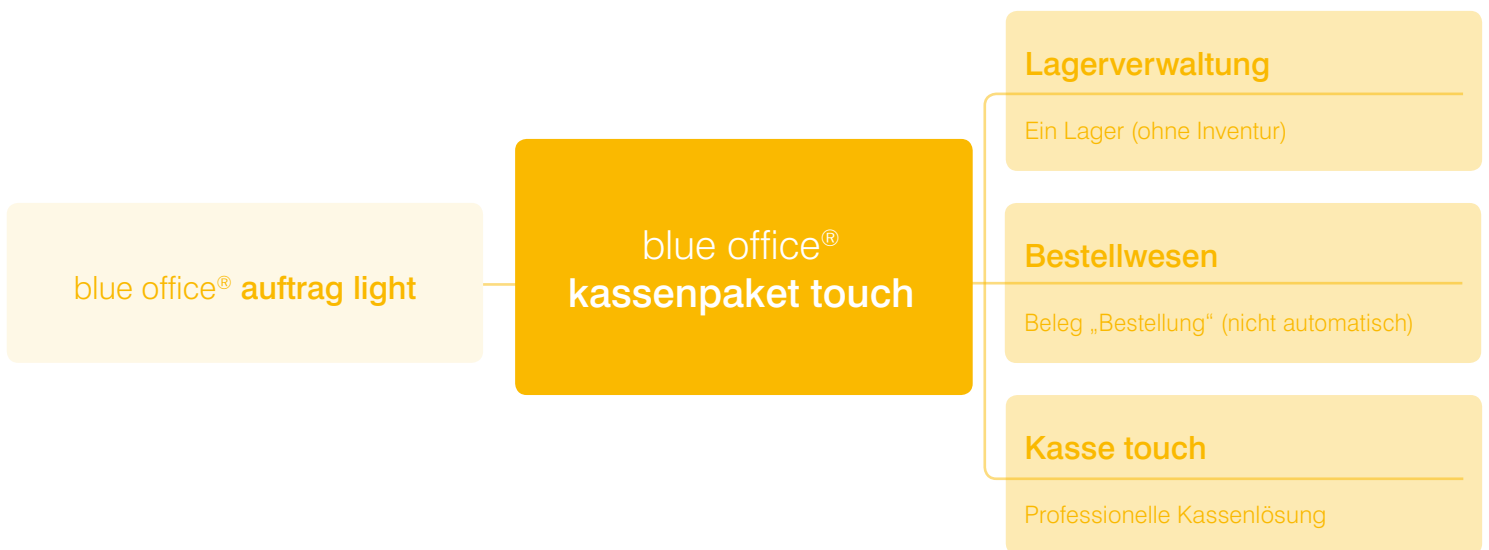 blue office® auftrag light
blue office®
kassenpaket touch
Lagerverwaltung
Ein Lager (ohne Inventur)
Bestellwesen
Beleg „Bestellung“ (nicht automatisch)
Kasse touch
Professionelle Kassenlösung